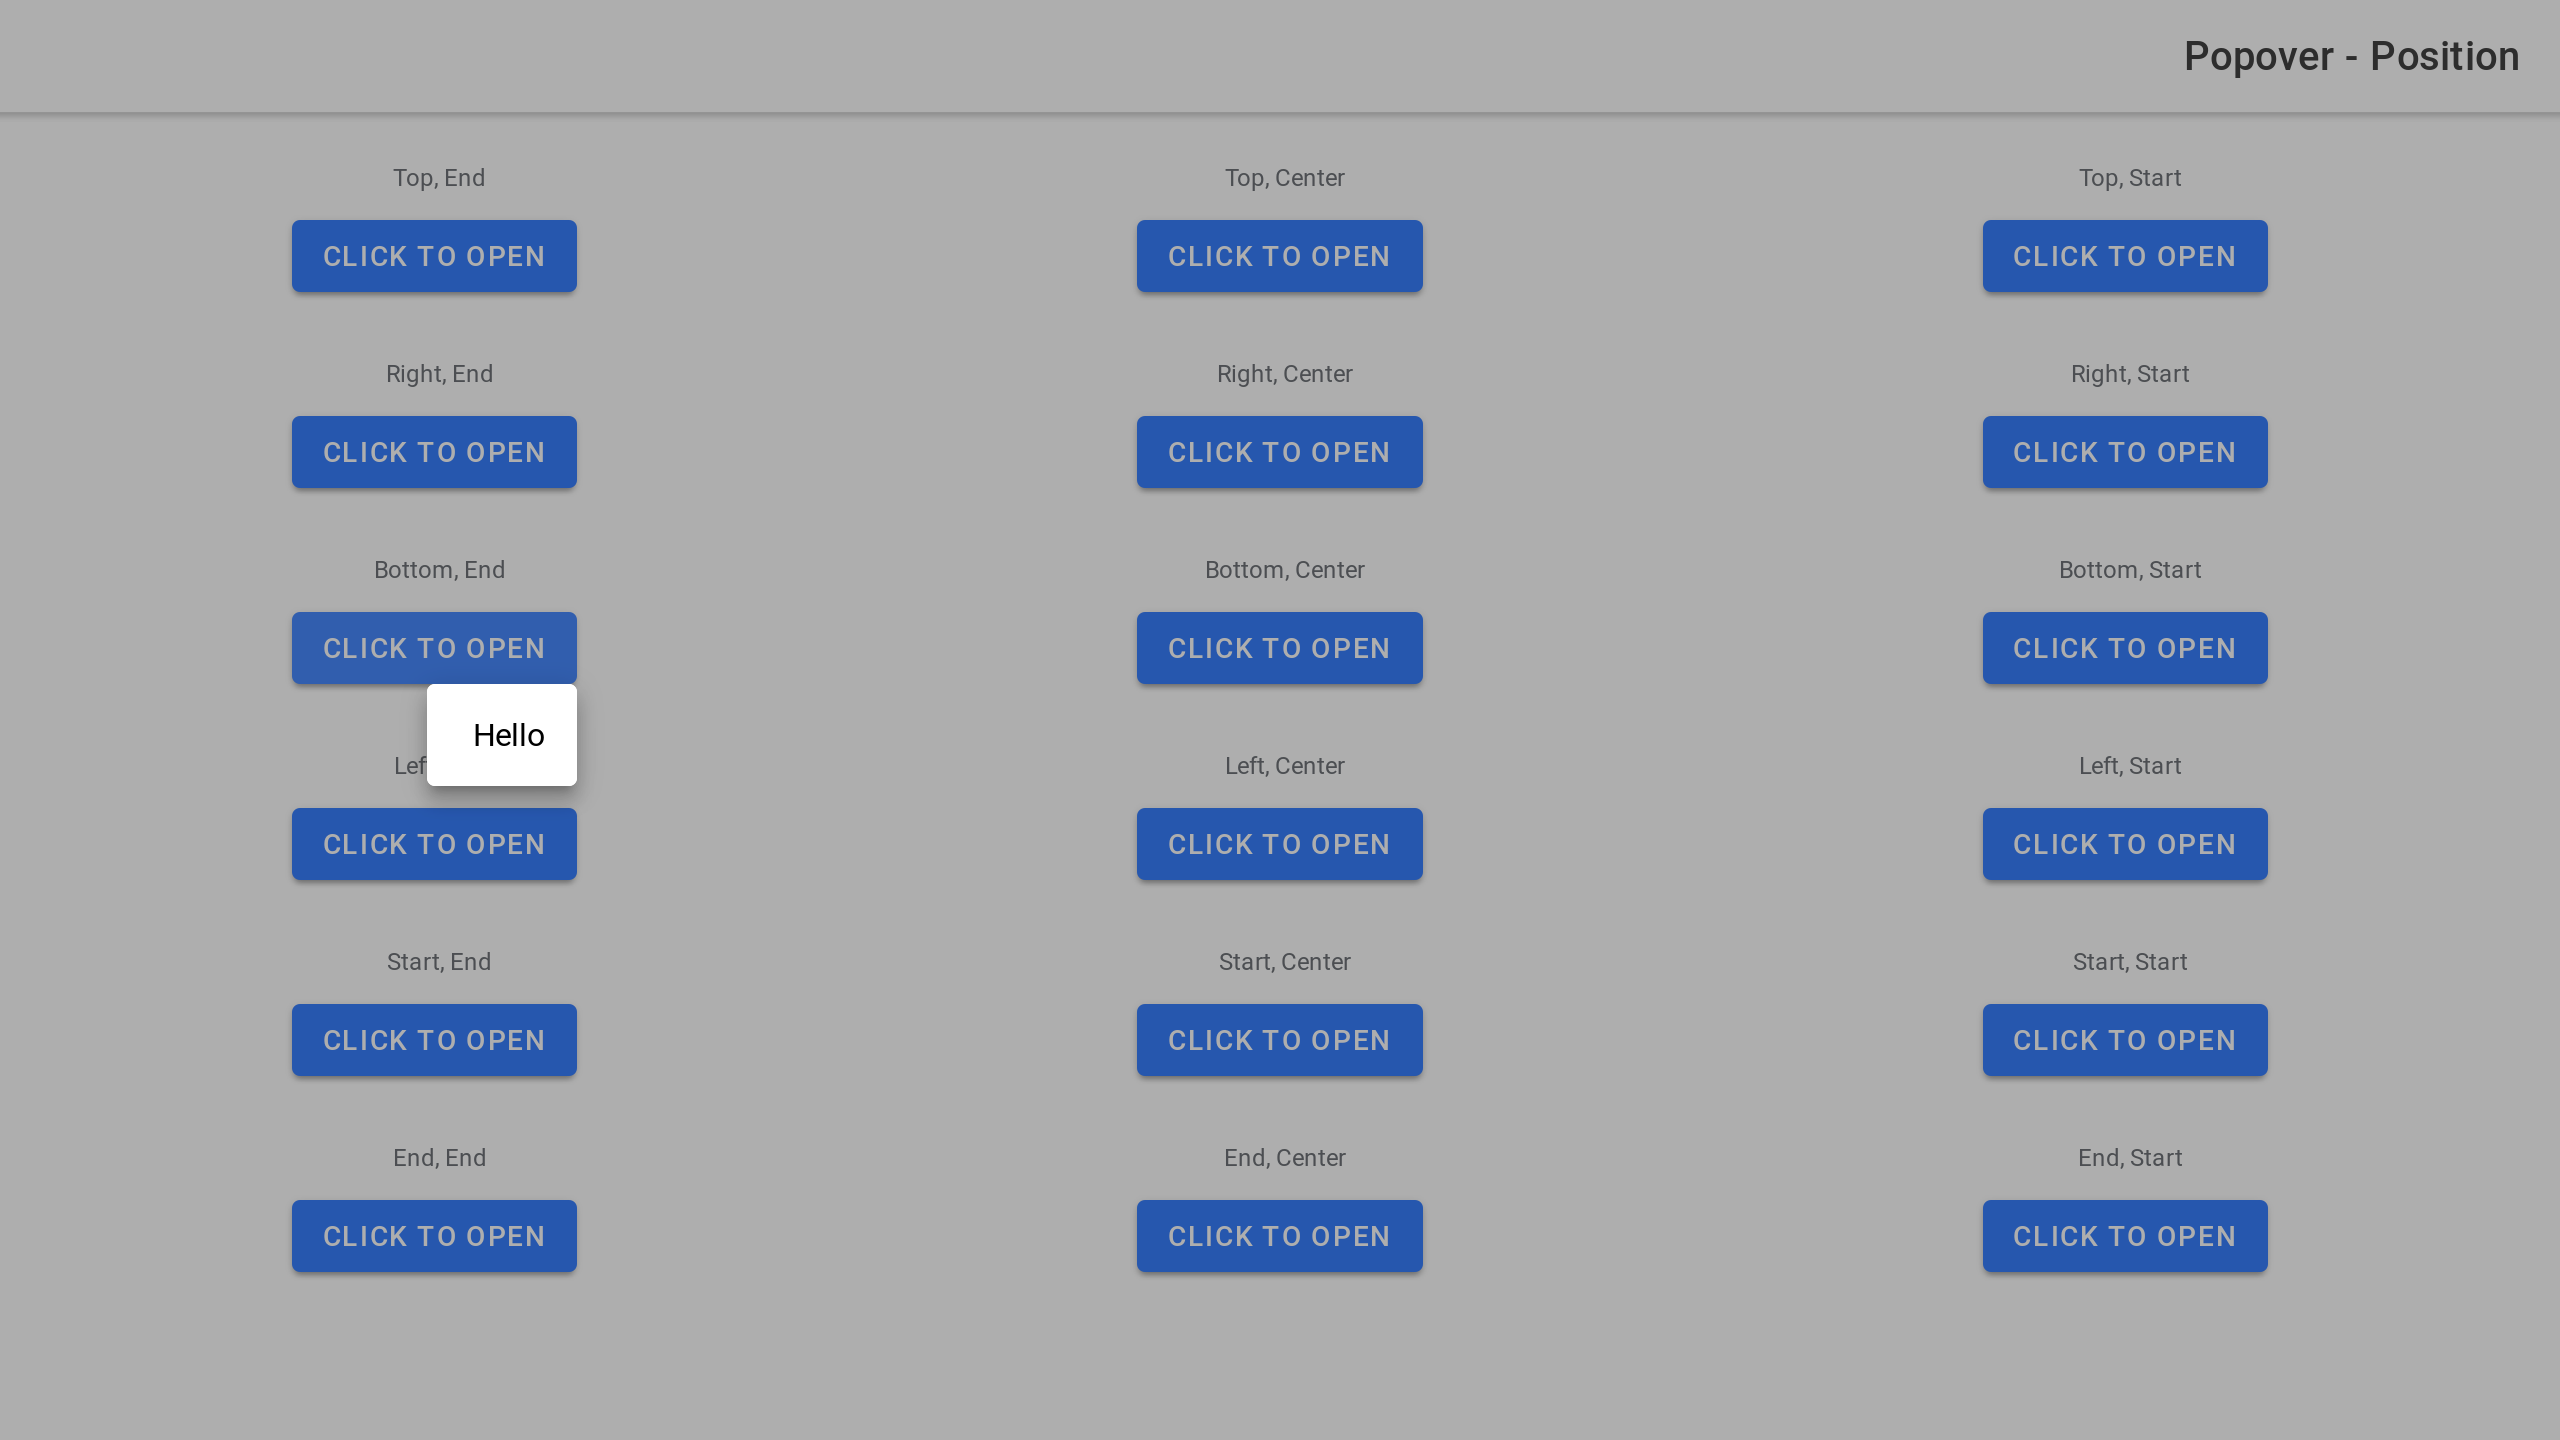 Popover - Position
Top, End
Top, Center
Top, Start
CLICK TO OPEN
CLICK TO OPEN
CLICK TO OPEN
Right, End
Right, Center
Right, Start
CLICK TO OPEN
CLICK TO OPEN
CLICK TO OPEN
Bottom, End
Bottom, Center
Bottom, Start
CLICK TO OPEN
CLICK TO OPEN
CLICK TO OPEN
Hello
Left, Center
Left, Start
CLICK TO OPEN
CLICK TO OPEN
CLICK TO OPEN
Start, End
Start, Center
Start, Start
CLICK TO OPEN
CLICK TO OPEN
CLICK TO OPEN
End, End
End, Center
End, Start
CLICK TO OPEN
CLICK TO OPEN
CLICK TO OPEN